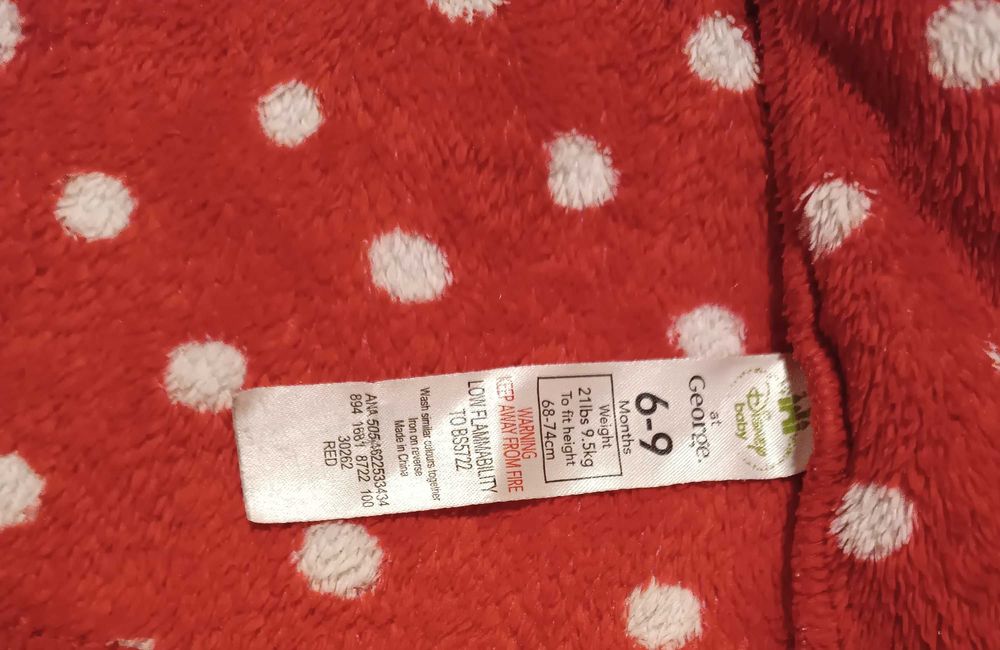 Disney
baby
at
George.
6-9
Months
Weight
21lbs 9.5kg
To fit height
68-74cm
WARNING
KEEP AWAY FROM FIRE
LOW FLAMMABILITY
TO BS5722
Wash similar colours together
Iron on reverse
Made in China
ANA 5054622533434
894 1681 8722 100
30262
RED